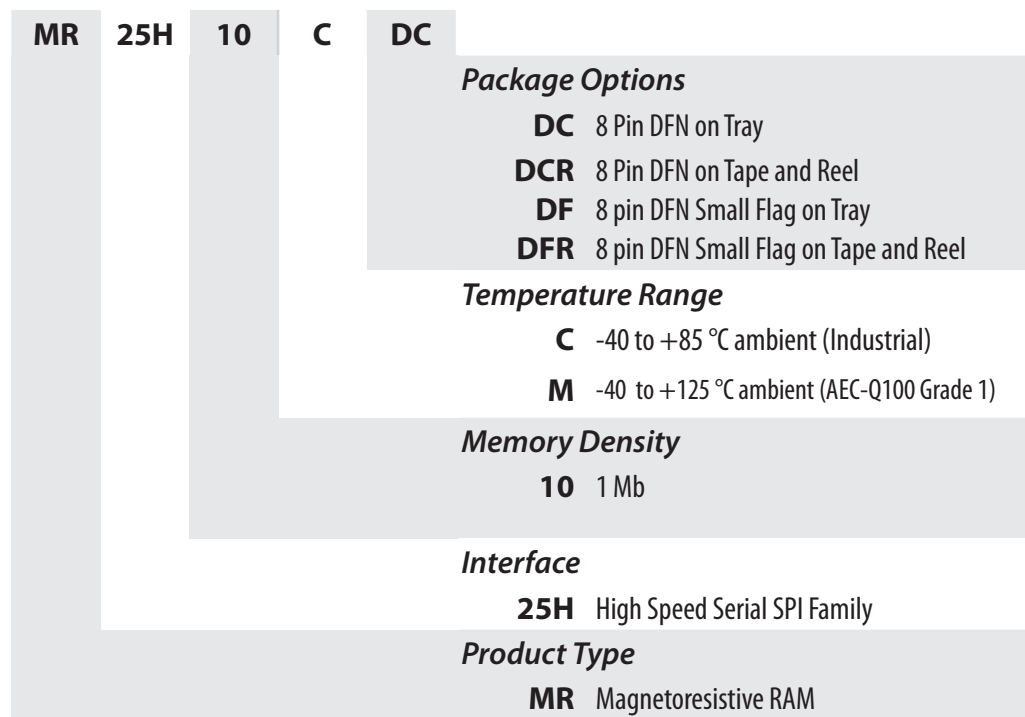 MR 25H 10 C DC
Package Options
DC 8 Pin DFN on Tray
DCR 8 Pin DFN on Tape and Reel
DF 8 pin DFN Small Flag on Tray
DFR 8 pin DFN Small Flag on Tape and Reel
Temperature Range
C -40 to +85 °C ambient (Industrial)
M -40 to +125 °C ambient (AEC-Q100 Grade 1)
Memory Density
10 1 Mb
Interface
25H High Speed Serial SPI Family
Product Type
MR Magnetoresistive RAM